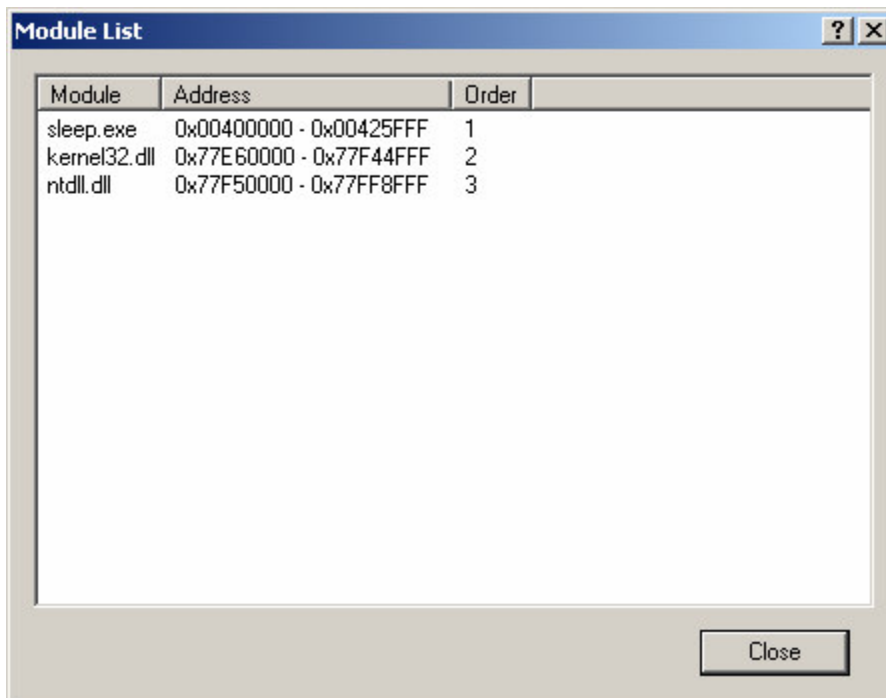 Module List
Module Address Order
sleep.exe 0x00400000 - 0x00425FFF 1
kernel32.dll 0x77E60000 - 0x77F44FFF 2
ntdll.dll 0x77F50000 - 0x77FF8FFF 3
Close